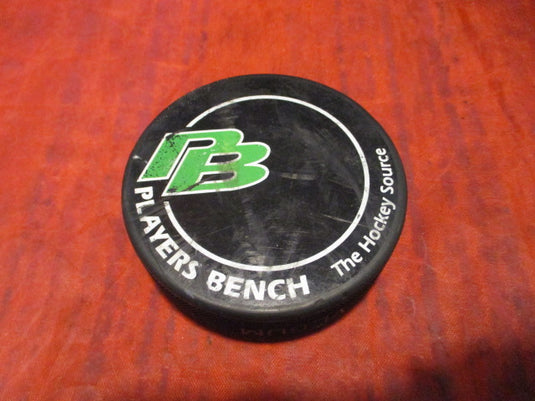 PB
PLAYERS BENCH
The Hockey Source